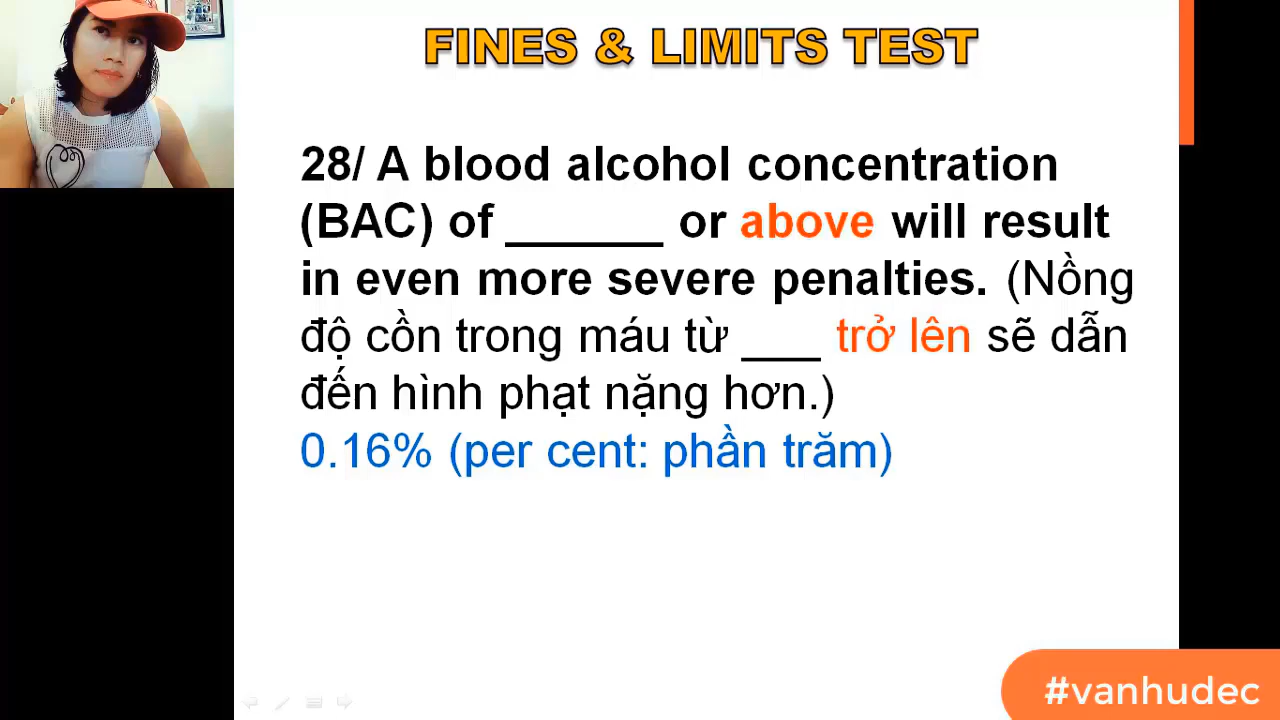 FINES & LIMITS TEST
28/ A blood alcohol concentration
(BAC) of ______ or above will result
in even more severe penalties. (Nồng
độ cồn trong máu từ ___ trở lên sẽ dẫn
đến hình phạt nặng hơn.)
0.16% (per cent: phần trăm)
#vanhudec